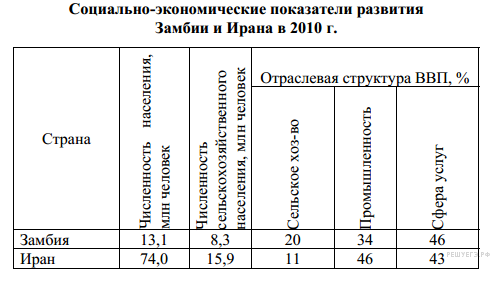 Социально-экономические показатели развития
Замбии и Ирана в 2010 г.
Страна
Численность населения,
млн человек
Численность
сельскохозяйственного
населения, млн человек
Отраслевая структура ВВП, %
Сельское хоз-во
Промышленность
Сфера услуг
Замбия 13,1 8,3 20 34 46
Иран 74,0 15,9 11 46 43
РЕШУЕГЭ.РФ